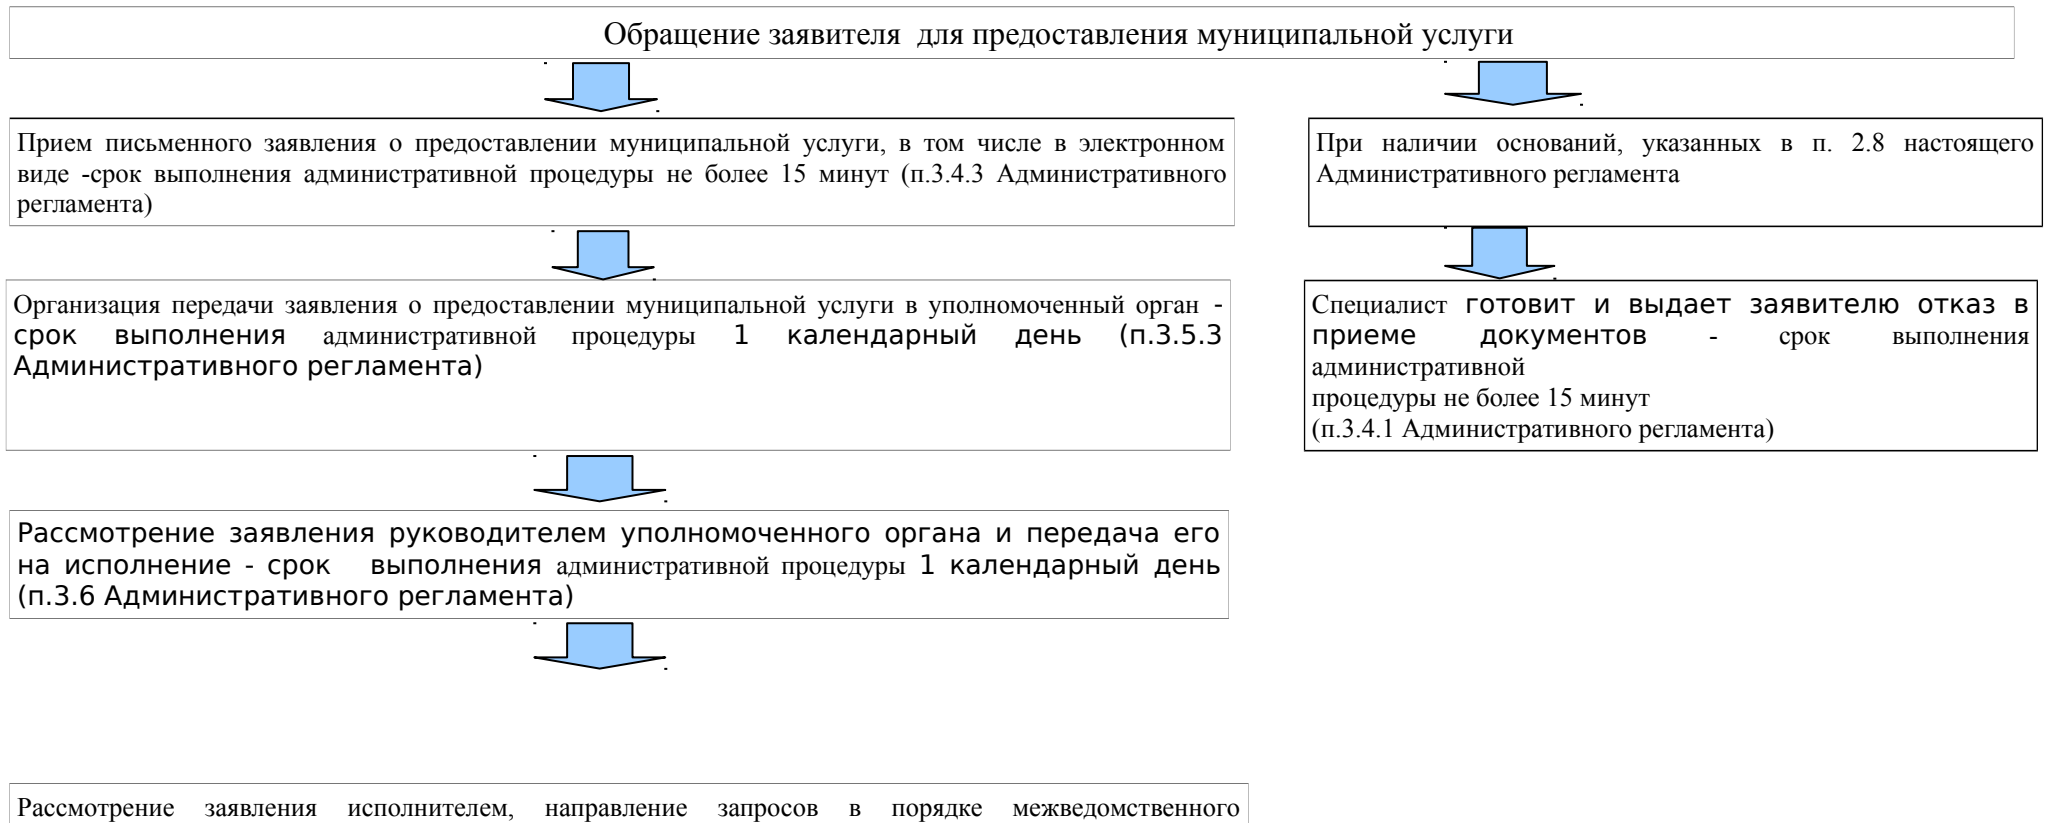 Обращение заявителя для предоставления муниципальной услуги
Прием письменного заявления о предоставлении муниципальной услуги, в том числе в электронном
виде -срок выполнения административной процедуры не более 15 минут (п.3.4.3 Административного
регламента)
При наличии оснований, указанных в п. 2.8 настоящего
Административного регламента
Организация передачи заявления о предоставлении муниципальной услуги в уполномоченный орган -
срок выполнения административной процедуры 1 календарный день (п.3.5.3
Административного регламента)
Специалист готовит и выдает заявителю отказ в
приеме документов - срок выполнения
административной
процедуры не более 15 минут
(п.3.4.1 Административного регламента)
Рассмотрение заявления руководителем уполномоченного органа и передача его
на исполнение - срок выполнения административной процедуры 1 календарный день
(п.3.6 Административного регламента)
Рассмотрение заявления исполнителем, направление запросов в порядке межведомственного